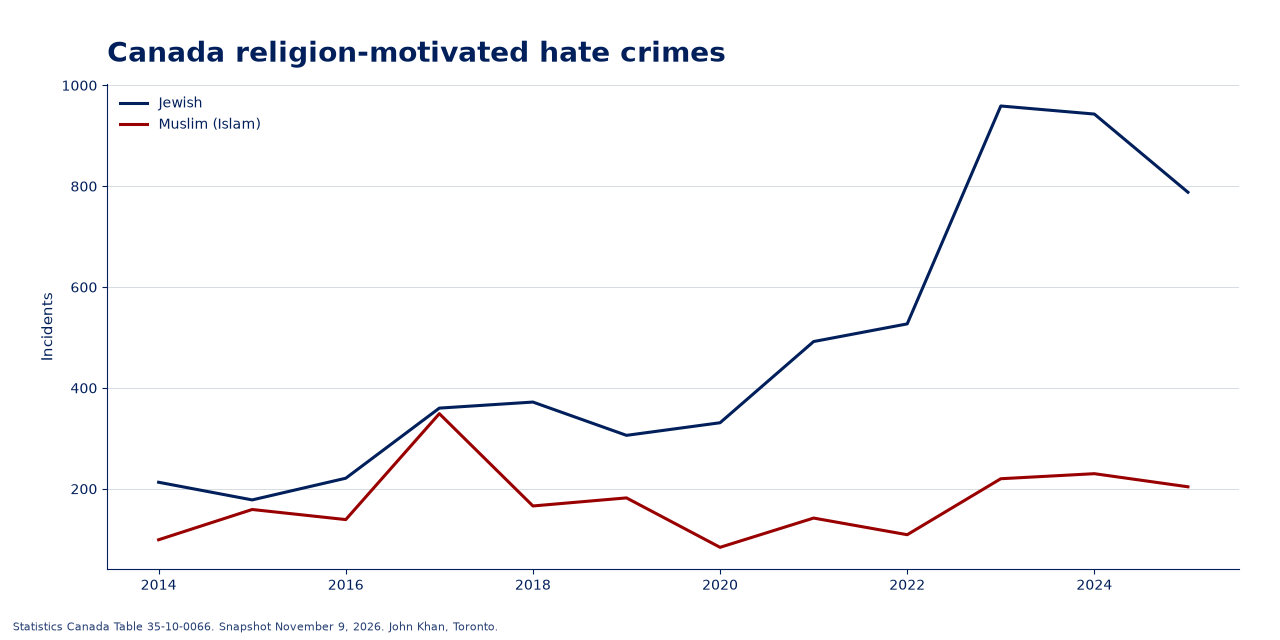 Canada religion-motivated hate crimes
1000
800
600
400
200
Incidents
Jewish
Muslim (Islam)
2014
2016
2018
2020
2022
2024
Statistics Canada Table 35-10-0066. Snapshot November 9, 2026. John Khan, Toronto.